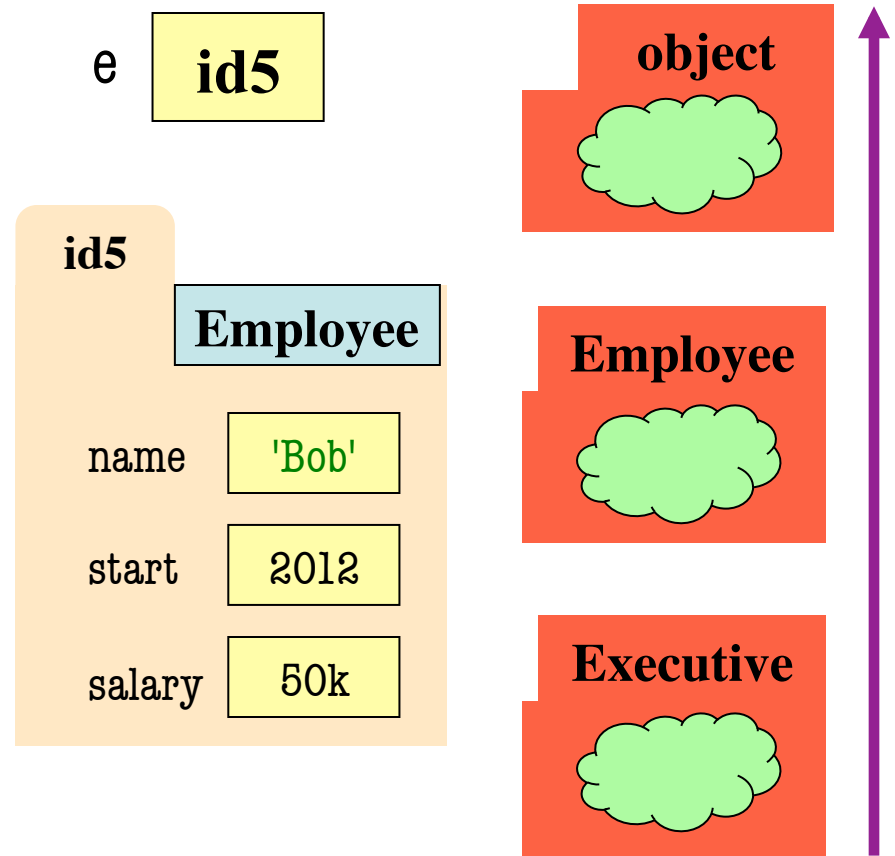 e id5
id5
Employee
name 'Bob'
start 2012
salary 50k
object
Employee
Executive